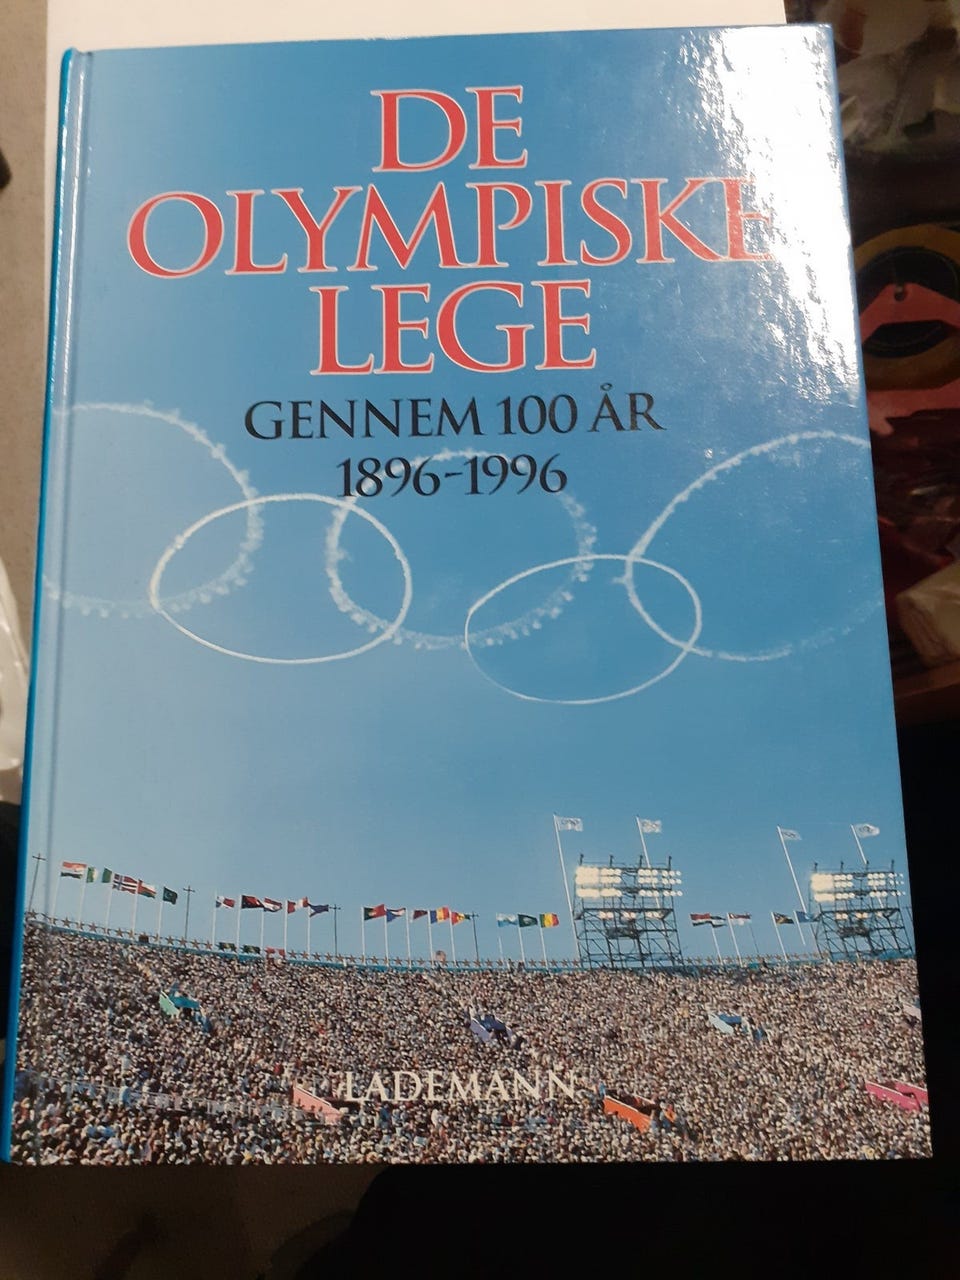 DE
OLYMPISKE
LEGE
GENNEM 100 ÅR
1896-1996
LADEMANN